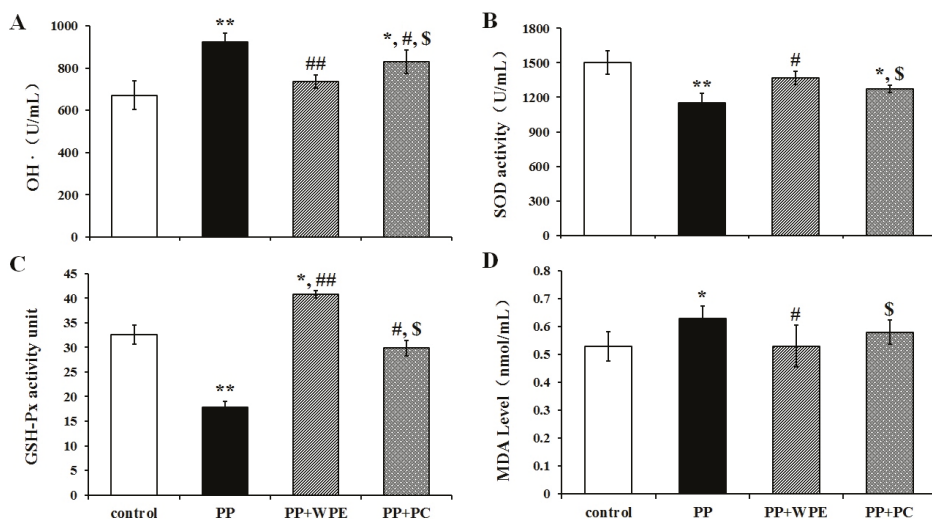 A
OH·（U/mL）
1000
800
600
400
200
0
**
##
*, #, $
B
SOD activity（U/mL）
1800
1500
1200
900
600
300
0
**
#
*, $
C
GSH-Px activity unit
45
40
35
30
25
20
15
10
5
0
**
*, ##
#, $
control
PP
PP+WPE
PP+PC
D
MDA Level（nmol/mL）
0.8
0.7
0.6
0.5
0.4
0.3
0.2
0.1
0
*
#
$
control
PP
PP+WPE
PP+PC